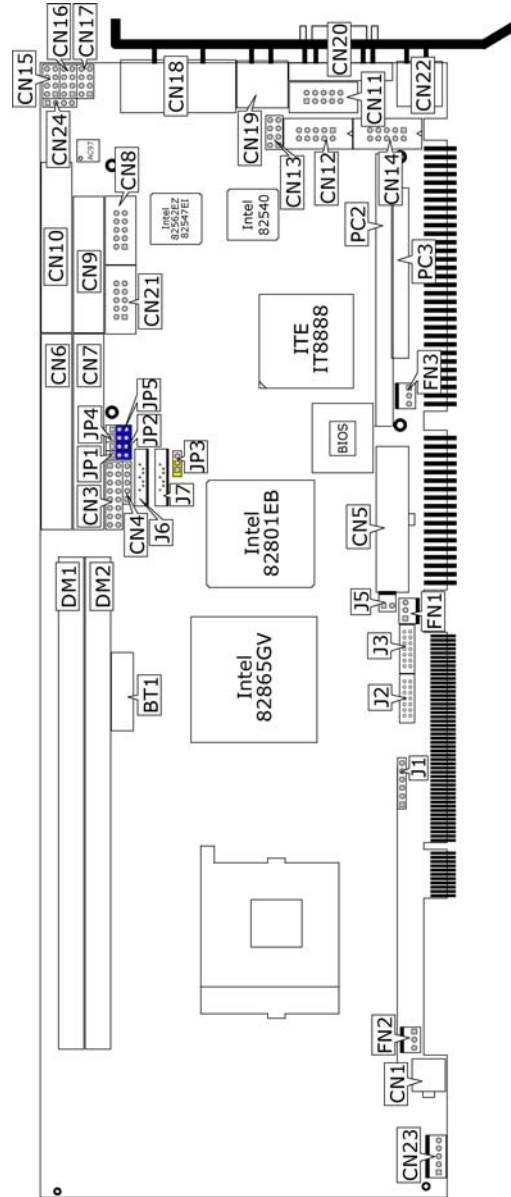 CN15
CN16
CN17
CN24
CN18
CN19
CN20
CN11
CN22
CN13
CN12
CN14
AC97
CN8
CN10
CN9
CN21
Intel
82562EZ
82547EI
Intel
82540
PC2
PC3
ITE
IT8888
CN6
CN7
JP4
JP5
JP1
JP2
CN3
CN4
J6
J7
JP3
BIOS
FN3
CN5
Intel
82801EB
DM1
DM2
BT1
Intel
82865GV
J5
FN1
J3
J2
J1
FN2
CN1
CN23